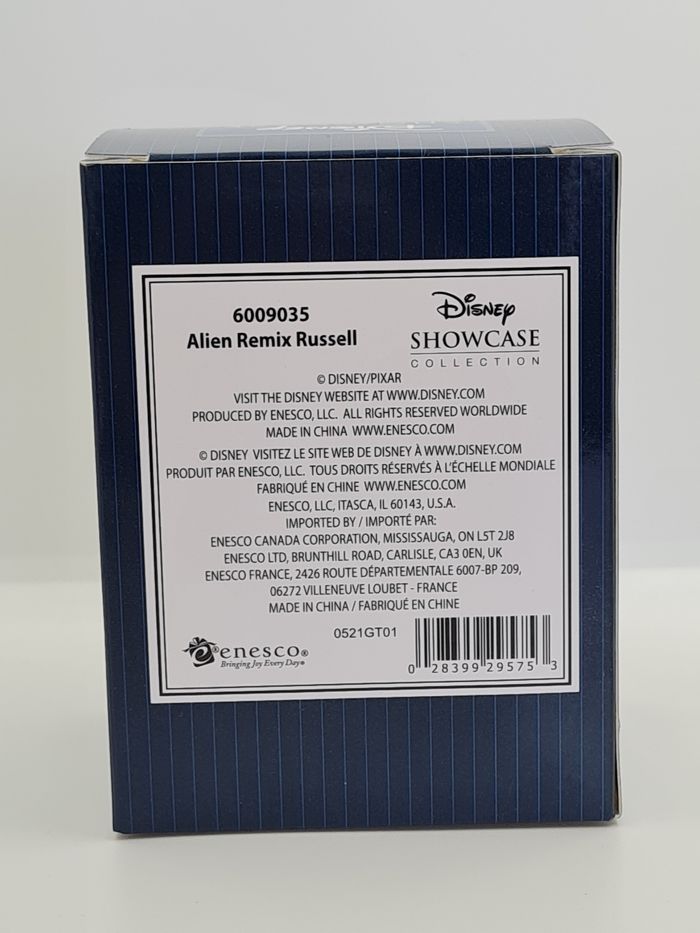 6009035
Alien Remix Russell
Disney
SHOWCASE
COLLECTION
© DISNEY/PIXAR
VISIT THE DISNEY WEBSITE AT WWW.DISNEY.COM
PRODUCED BY ENESCO, LLC. ALL RIGHTS RESERVED WORLDWIDE
MADE IN CHINA WWW.ENESCO.COM
© DISNEY VISITEZ LE SITE WEB DE DISNEY À WWW.DISNEY.COM
PRODUIT PAR ENESCO, LLC. TOUS DROITS RÉSERVÉS À L'ÉCHELLE MONDIALE
FABRIQUÉ EN CHINE WWW.ENESCO.COM
ENESCO, LLC, ITASCA, IL 60143, U.S.A.
IMPORTED BY / IMPORTÉ PAR:
ENESCO CANADA CORPORATION, MISSISSAUGA, ON L5T 2J8
ENESCO LTD, BRUNTHILL ROAD, CARLISLE, CA3 0EN, UK
ENESCO FRANCE, 2426 ROUTE DÉPARTEMENTALE 6007-BP 209,
06272 VILLENEUVE LOUBET - FRANCE
MADE IN CHINA / FABRIQUÉ EN CHINE
0521GT01
enesco®
Bringing Joy Every Day®
0 28399 29575 3